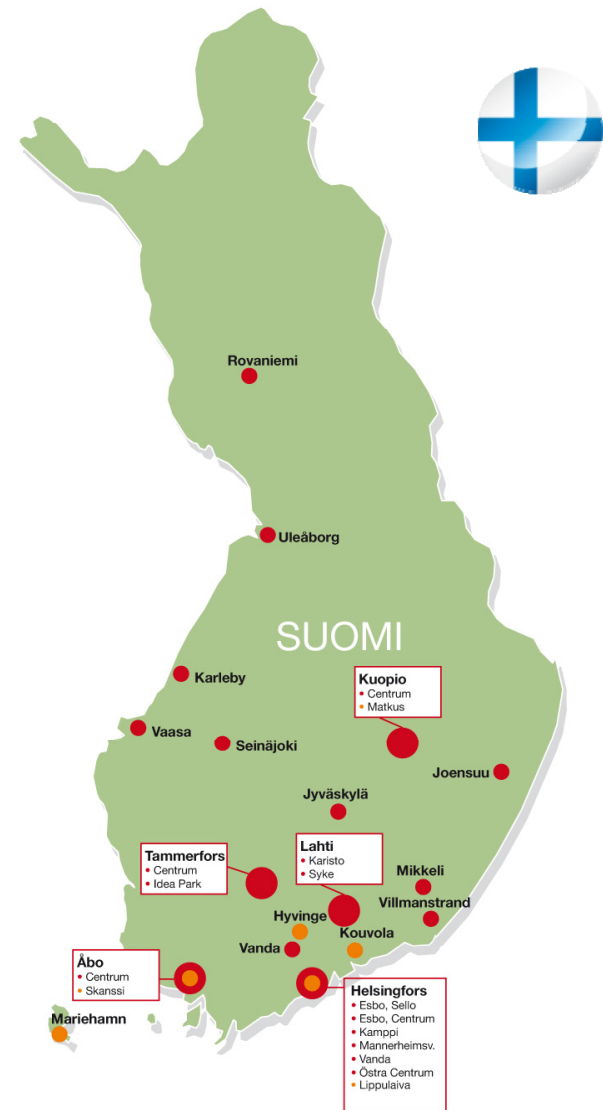 Rovaniemi
Uleåborg
SUOMI
Karleby
Kuopio
Centrum
Matkus
Vaasa
Seinäjoki
Joensuu
Jyväskylä
Tammerfors
Centrum
Idea Park
Lahti
Karisto
Syke
Mikkeli
Villmanstrand
Hyvinge
Kouvola
Vanda
Åbo
Centrum
Skanssi
Helsingfors
Esbo, Sello
Esbo, Centrum
Kamppi
Mannerheimsv.
Vanda
Östra Centrum
Lippulaiva
Mariehamn